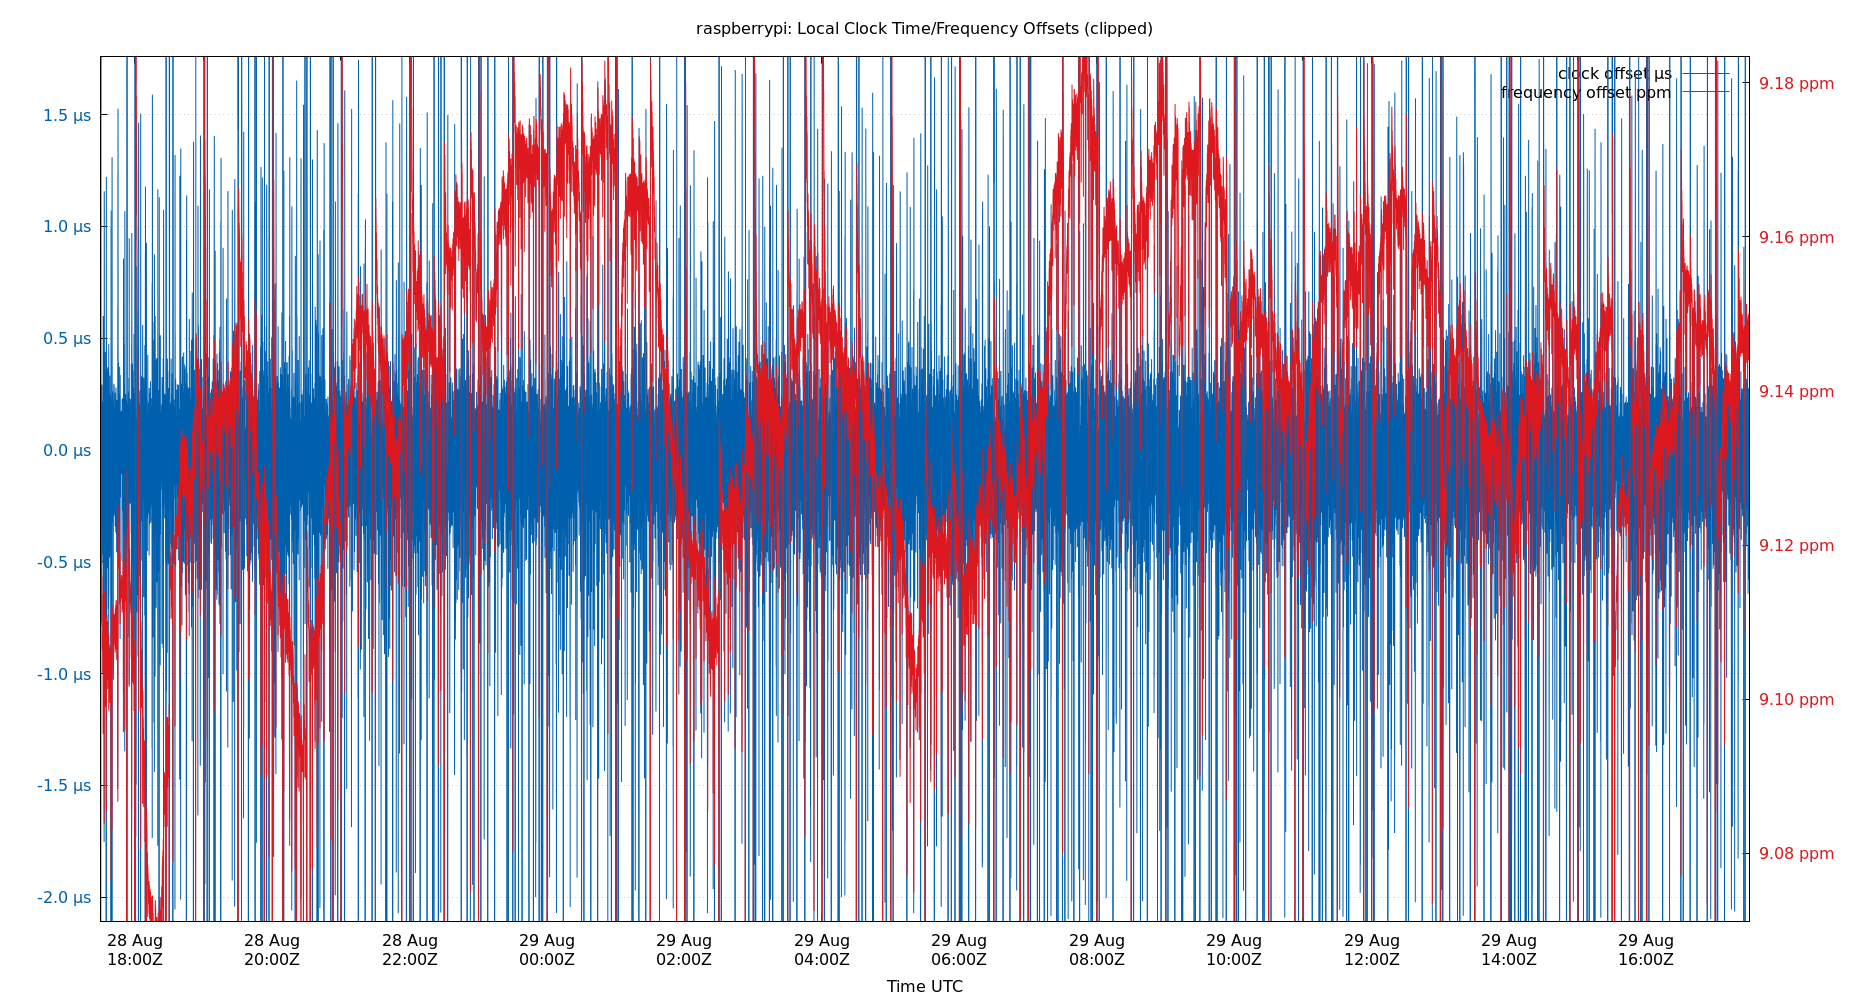 raspberrypi: Local Clock Time/Frequency Offsets (clipped)
clock offset µs
frequency offset ppm
1.5 µs
1.0 µs
0.5 µs
0.0 µs
-0.5 µs
-1.0 µs
-1.5 µs
-2.0 µs
9.18 ppm
9.16 ppm
9.14 ppm
9.12 ppm
9.10 ppm
9.08 ppm
28 Aug
18:00Z
28 Aug
20:00Z
28 Aug
22:00Z
29 Aug
00:00Z
29 Aug
02:00Z
29 Aug
04:00Z
29 Aug
06:00Z
29 Aug
08:00Z
29 Aug
10:00Z
29 Aug
12:00Z
29 Aug
14:00Z
29 Aug
16:00Z
Time UTC